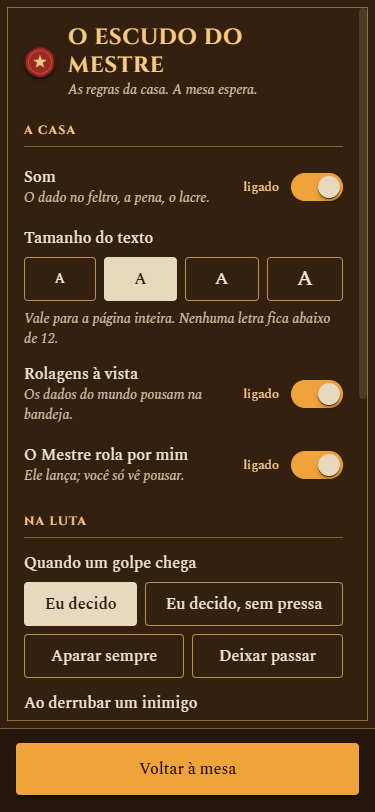 O ESCUDO DO
MESTRE
As regras da casa. A mesa espera.
A CASA
Som
O dado no feltro, a pena, o lacre.
ligado
Tamanho do texto
A
A
A
A
Vale para a página inteira. Nenhuma letra fica abaixo
de 12.
Rolagens à vista
Os dados do mundo pousam na
bandeja.
ligado
O Mestre rola por mim
Ele lança; você só vê pousar.
ligado
NA LUTA
Quando um golpe chega
Eu decido
Eu decido, sem pressa
Aparar sempre
Deixar passar
Ao derrubar um inimigo
Voltar à mesa